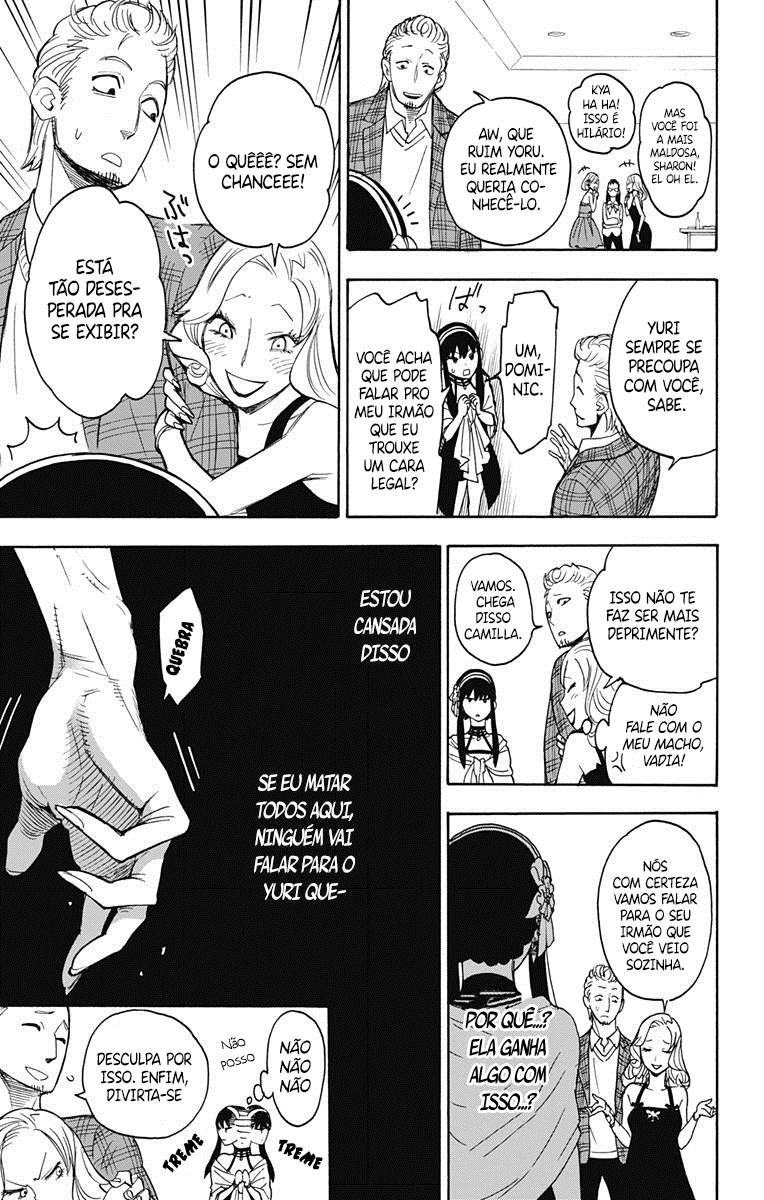 MAS
VOCÊ FOI
A MAIS
MALDOSA,
SHARON!
EL OH EL.
KYA
HA HA!
ISSO É
HILÁRIO!
AW, QUE
RUIM YORU.
EU REALMENTE
QUERIA CO-
NHECÊ-LO.
YURI
SEMPRE SE
PREOCUPA
COM VOCÊ,
SABE.
UM,
DOMI-
NIC.
ばっ
VOCÊ ACHA
QUE PODE
FALAR PRO
MEU IRMÃO
QUE EU
TROUXE
UM CARA
LEGAL?
O QUÊÊÊ? SEM
CHANCEEE!
ぶはっ
ESTÁ
TÃO DESES-
PERADA PRA
SE EXIBIR?
ISSO NÃO TE
FAZ SER MAIS
DEPRIMENTE?
VAMOS.
CHEGA
DISSO
CAMILLA.
NÃO
FALE COM O
MEU MACHO,
VADIA!
NÓS
COM CERTEZA
VAMOS FALAR
PARA O SEU
IRMÃO QUE
VOCÊ VEIO
SOZINHA.
POR QUÊ...?
ELA GANHA
ALGO COM
ISSO...?
ESTOU
CANSADA
DISSO
QUEBRA
SE EU MATAR
TODOS AQUI,
NINGUÉM VAI
FALAR PARA O
YURI QUE-
NÃO
NÃO
NÃO
NÃO
POSSO
TREME
TREME
DESCULPA POR
ISSO. ENFIM,
DIVIRTA-SE